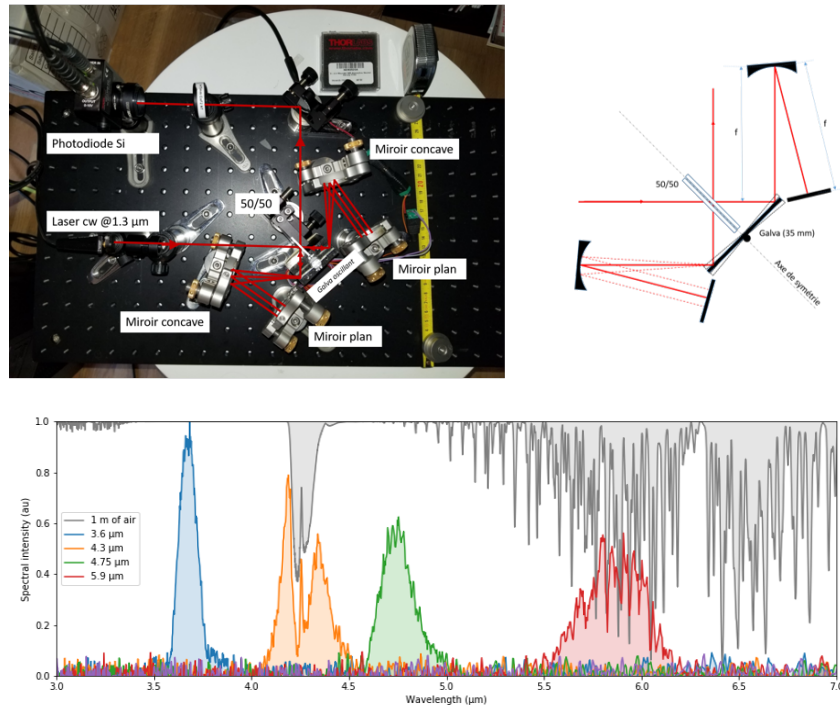 THORLABS
Miroir concave
Photodiode Si
50/50
Laser cw @1.3 μm
Galva oscillant
Miroir plan
Miroir concave
Miroir plan
f
f
50/50
Galva (35 mm)
Axe de symétrie
1.0
0.8
0.6
0.4
0.2
0.0
Spectral intensity (au)
1 m of air
3.6 μm
4.3 μm
4.75 μm
5.9 μm
3.0 3.5 4.0 4.5 5.0 5.5 6.0 6.5 7.0
Wavelength (μm)